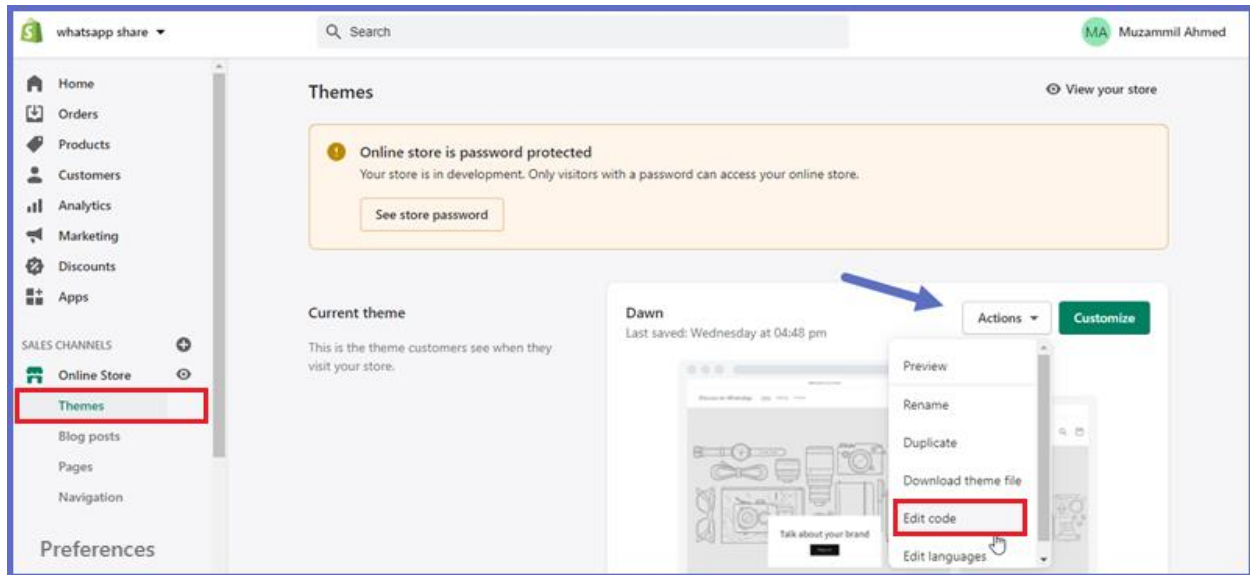 whatsapp share
Search
MA
Muzammil Ahmed
Home
Orders
Products
Customers
Analytics
Marketing
Discounts
Apps
SALES CHANNELS
Online Store
Themes
Blog posts
Pages
Navigation
Preferences
Themes
View your store
Online store is password protected
Your store is in development. Only visitors with a password can access your online store.
See store password
Current theme
This is the theme customers see when they
visit your store.
Dawn
Last saved: Wednesday at 04:48 pm
Actions
Customize
Preview
Rename
Duplicate
Download theme file
Edit code
Edit languages
Talk about your brand